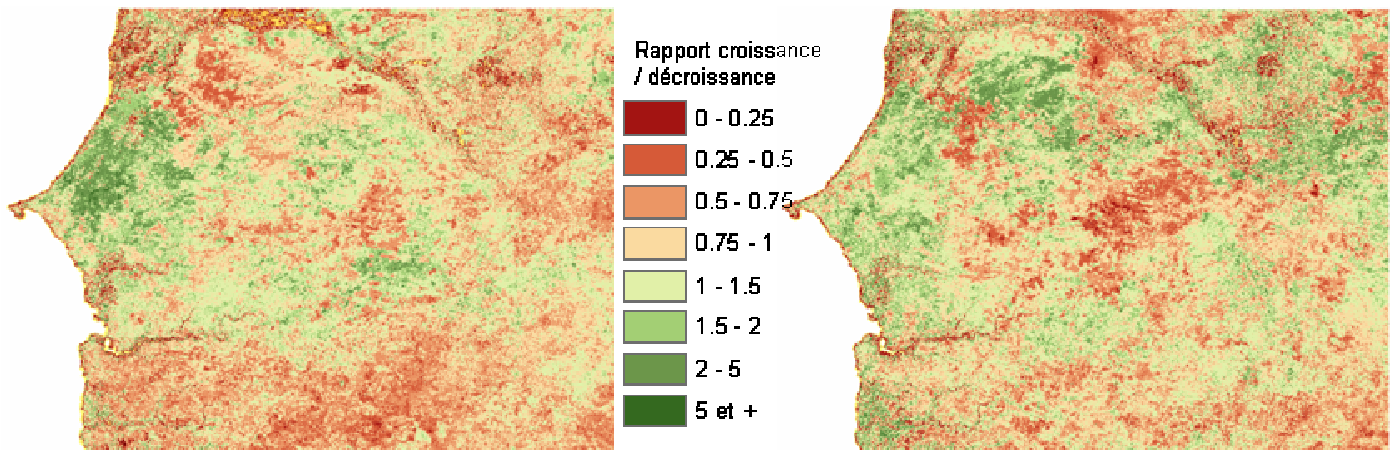 Rapport croissance
/ décroissance
0 - 0.25
0.25 - 0.5
0.5 - 0.75
0.75 - 1
1 - 1.5
1.5 - 2
2 - 5
5 et +